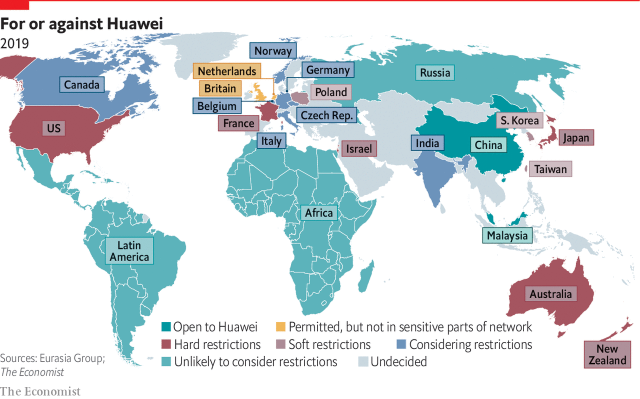 For or against Huawei
2019
Norway
Netherlands
Germany
Canada
Britain
Poland
Russia
Belgium
Czech Rep.
US
France
S. Korea
Japan
Italy
Israel
India
China
Taiwan
Africa
Malaysia
Latin
America
Australia
New
Zealand
Open to Huawei
Permitted, but not in sensitive parts of network
Hard restrictions
Soft restrictions
Considering restrictions
Unlikely to consider restrictions
Undecided
Sources: Eurasia Group;
The Economist
The Economist